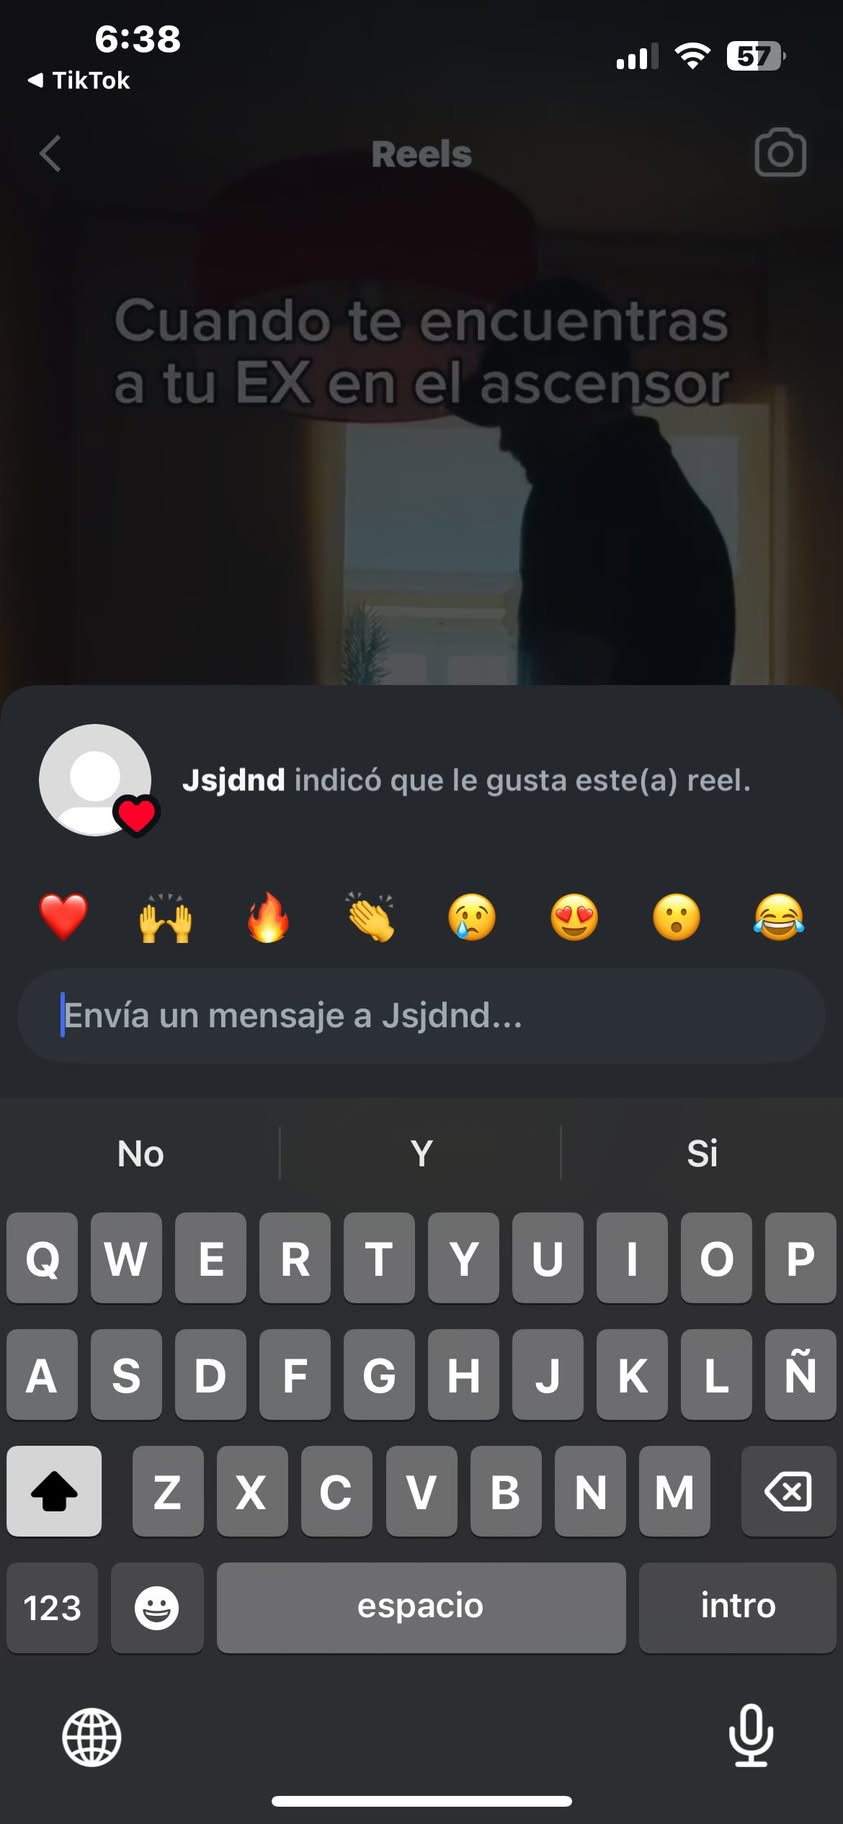 6:38
57
◀ TikTok
Reels
Cuando te encuentras
a tu EX en el ascensor
Jsjdnd indicó que le gusta este(a) reel.
Envía un mensaje a Jsjdnd...
No Y Si
Q W E R T Y U I O P
A S D F G H J K L Ñ
Z X C V B N M
123 espacio intro